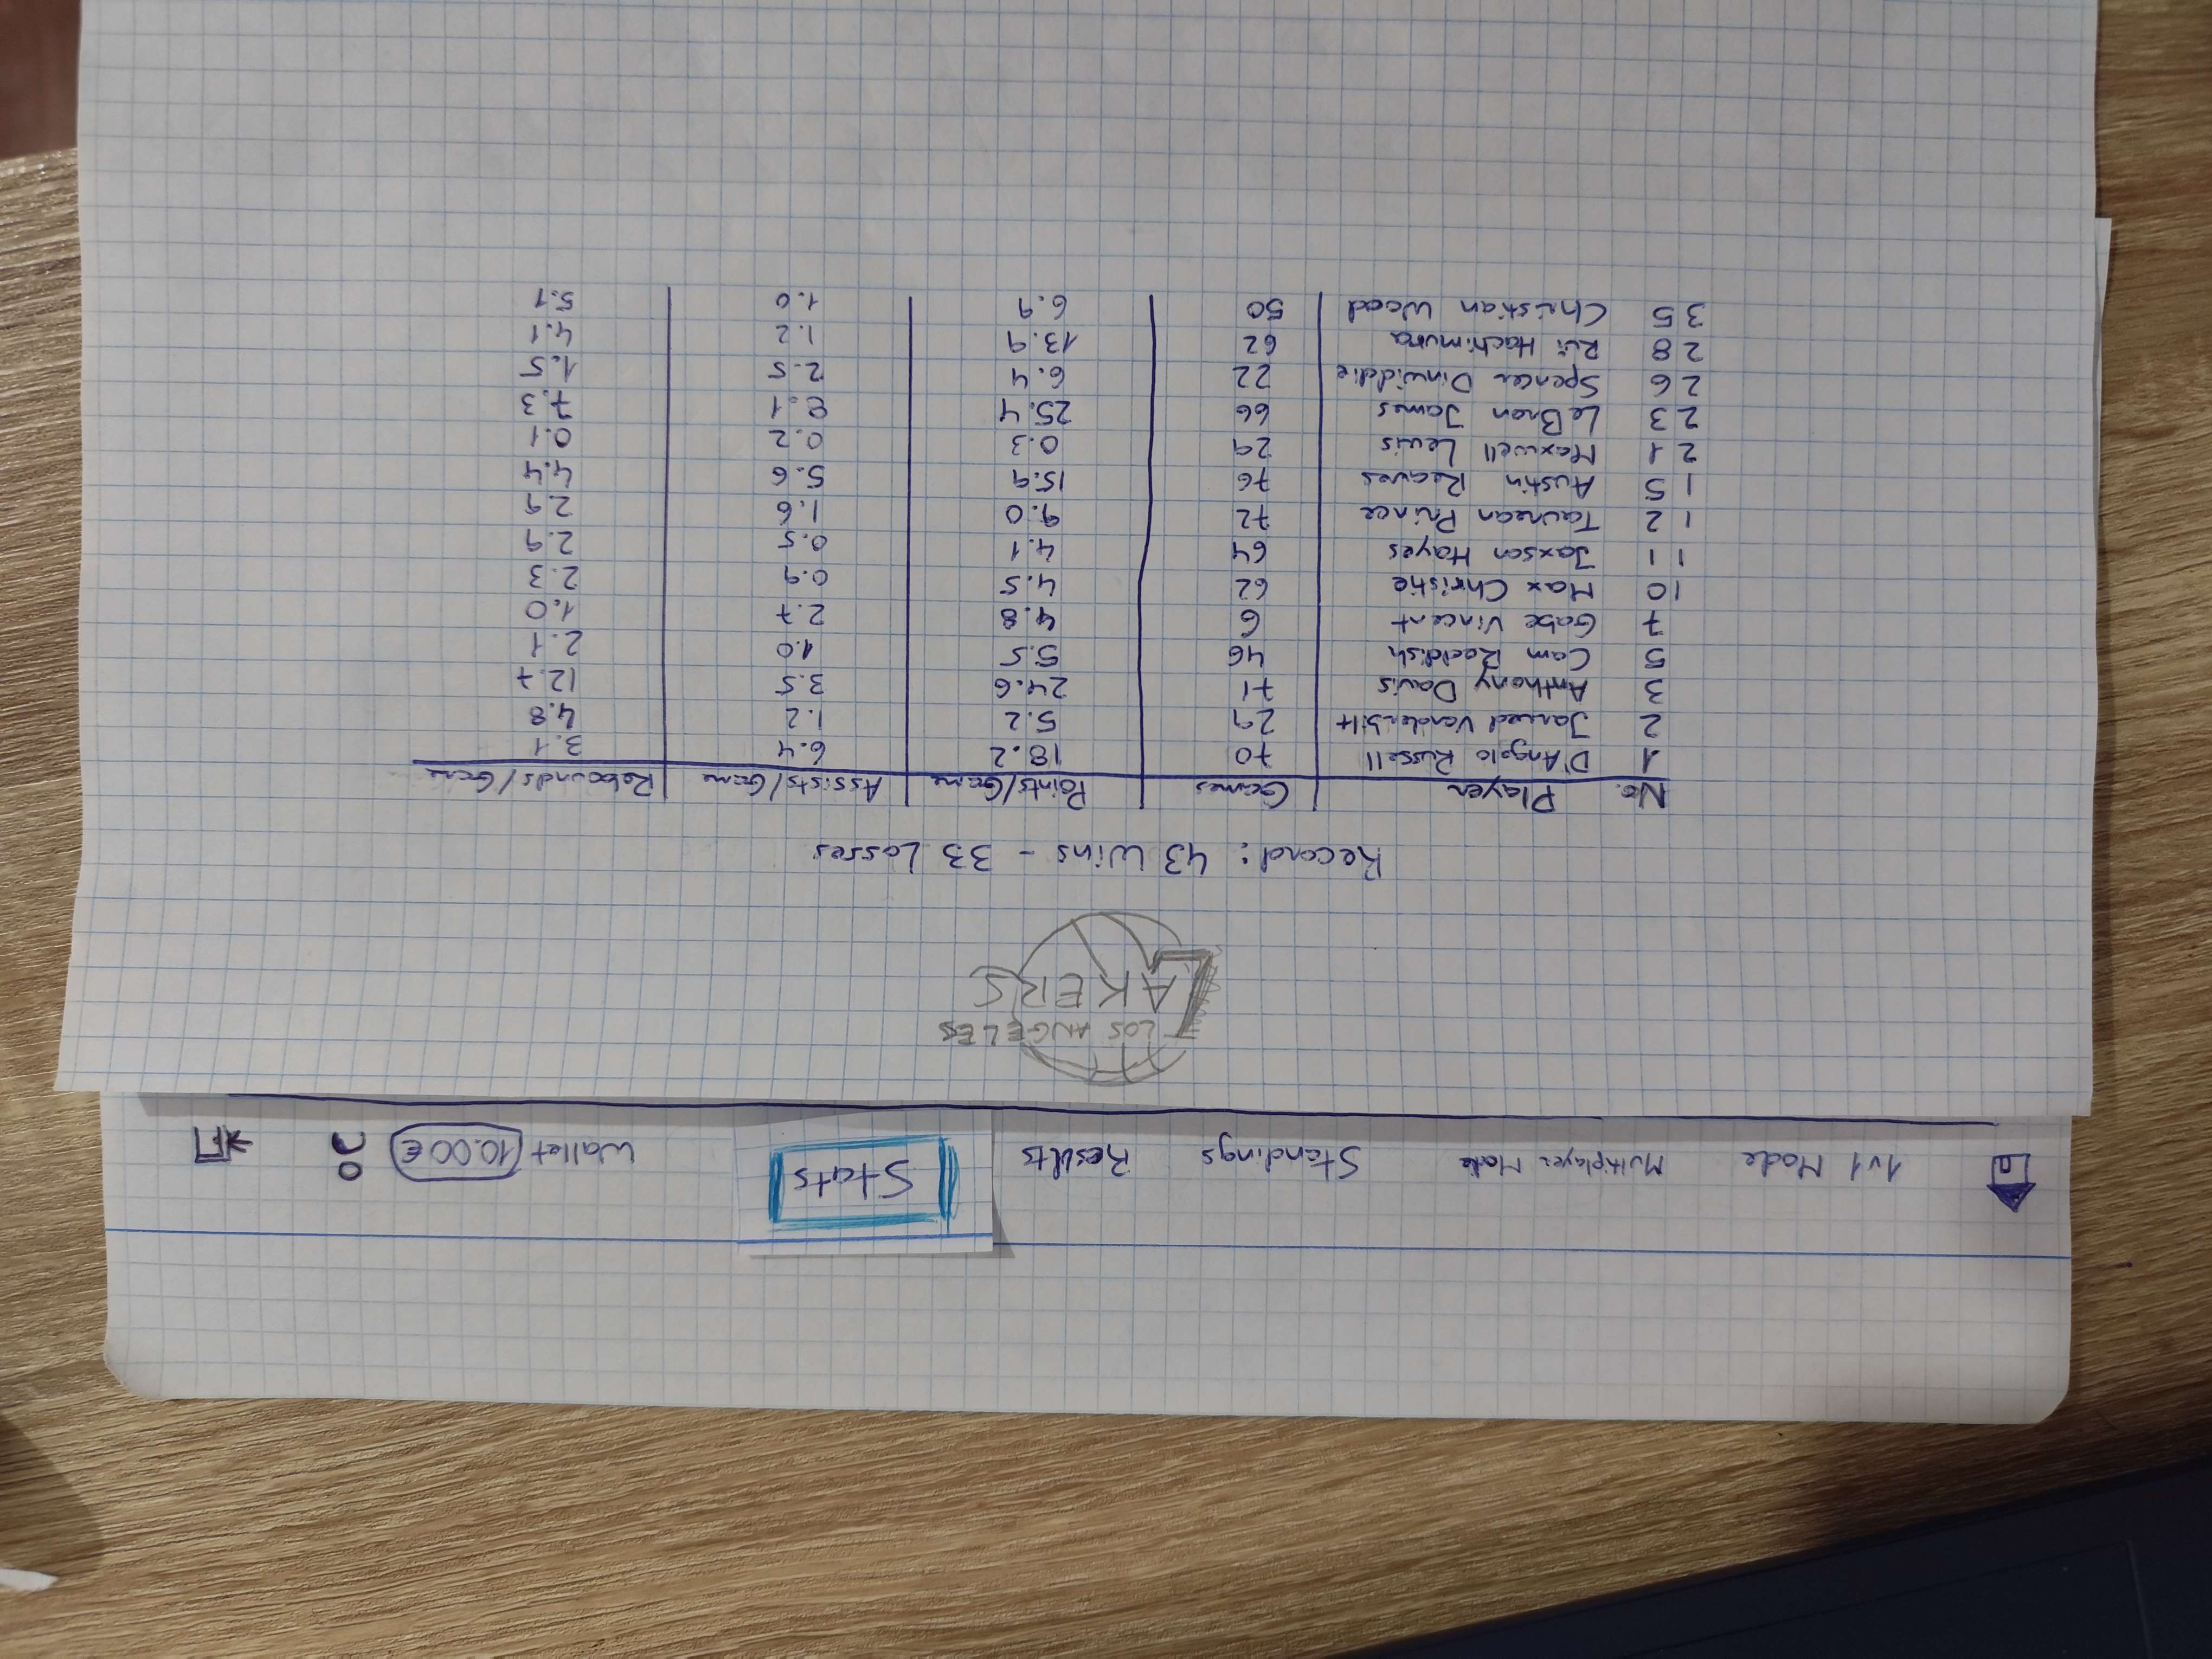 1v1 Mode Multiplayer Mode Standings Results Stats Wallet 10.00€
LOS ANGELES
LAKERS
Record: 43 Wins - 33 Losses
No. Player Games Points/Game Assists/Game Rebounds/Game
1 D'Angelo Russell 70 18.2 6.4 3.1
2 Jarred Vanderbilt 29 5.2 1.2 4.8
3 Anthony Davis 71 24.6 3.5 12.7
5 Cam Reddish 46 5.5 1.0 2.1
7 Gabe Vincent 6 4.8 2.7 1.0
10 Max Christie 62 4.5 0.9 2.3
11 Jaxson Hayes 64 4.1 0.5 2.9
12 Taurean Prince 72 9.0 1.6 2.9
15 Austin Reaves 76 15.9 5.6 4.4
21 Maxwell Lewis 29 0.3 0.2 0.1
23 LeBron James 66 25.4 8.1 7.3
26 Spencer Dinwiddie 22 6.4 2.5 1.5
28 Rui Hachimura 62 13.9 1.2 4.1
35 Christian Wood 50 6.9 1.0 5.1